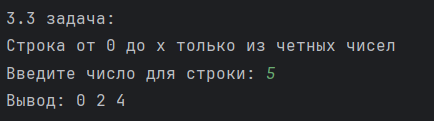 3.3 задача:
Строка от 0 до x только из четных чисел
Введите число для строки: 5
Вывод: 0 2 4